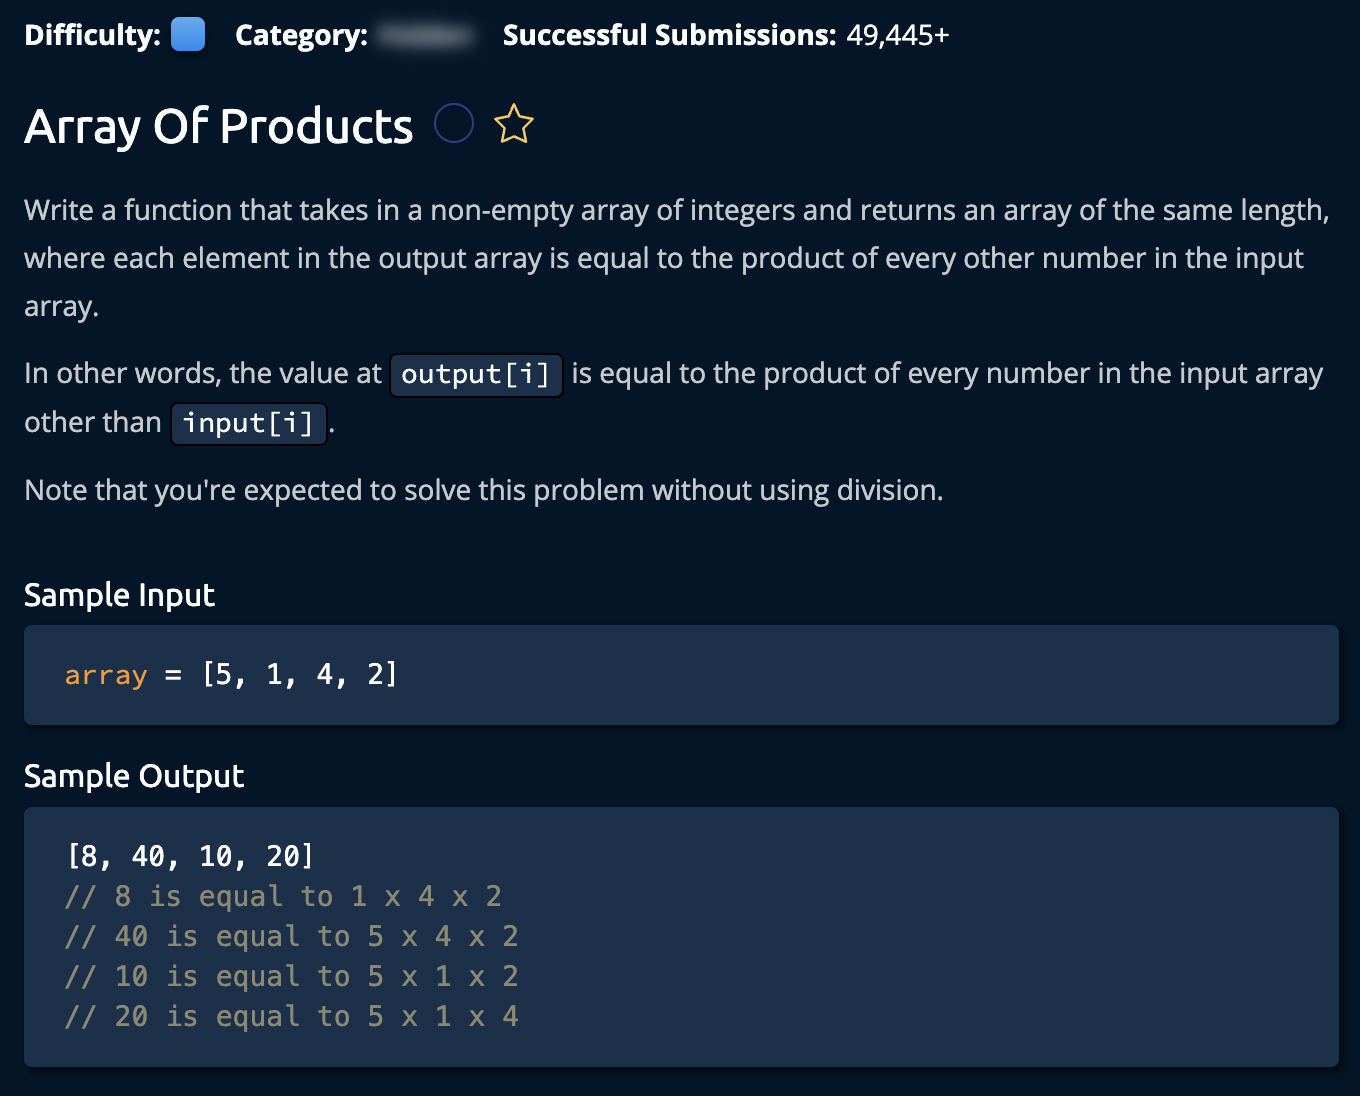 Difficulty: Category: Successful Submissions: 49,445+
Array Of Products
Write a function that takes in a non-empty array of integers and returns an array of the same length,
where each element in the output array is equal to the product of every other number in the input
array.
In other words, the value at output[i] is equal to the product of every number in the input array
other than input[i].
Note that you're expected to solve this problem without using division.
Sample Input
array = [5, 1, 4, 2]
Sample Output
[8, 40, 10, 20]
// 8 is equal to 1 x 4 x 2
// 40 is equal to 5 x 4 x 2
// 10 is equal to 5 x 1 x 2
// 20 is equal to 5 x 1 x 4